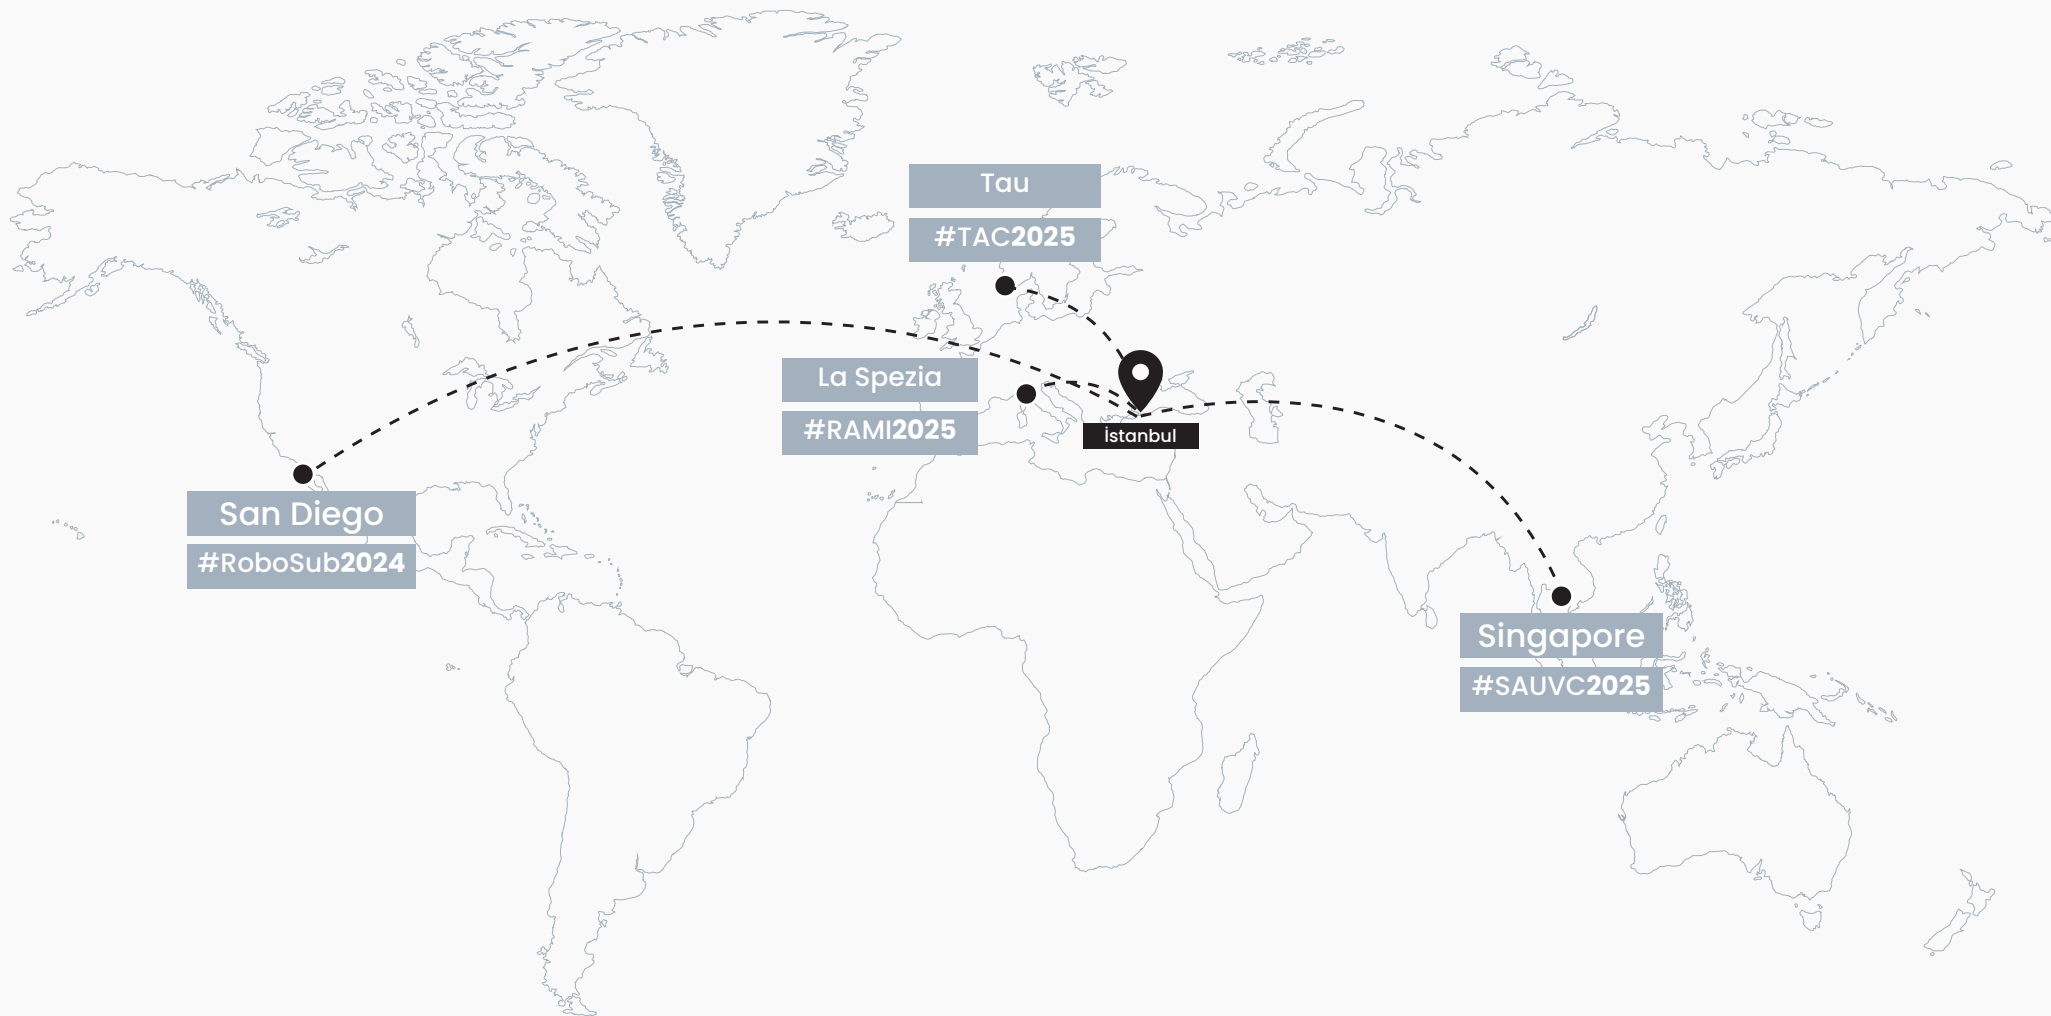 Tau
#TAC2025
La Spezia
#RAMI2025
İstanbul
San Diego
#RoboSub2024
Singapore
#SAUVC2025